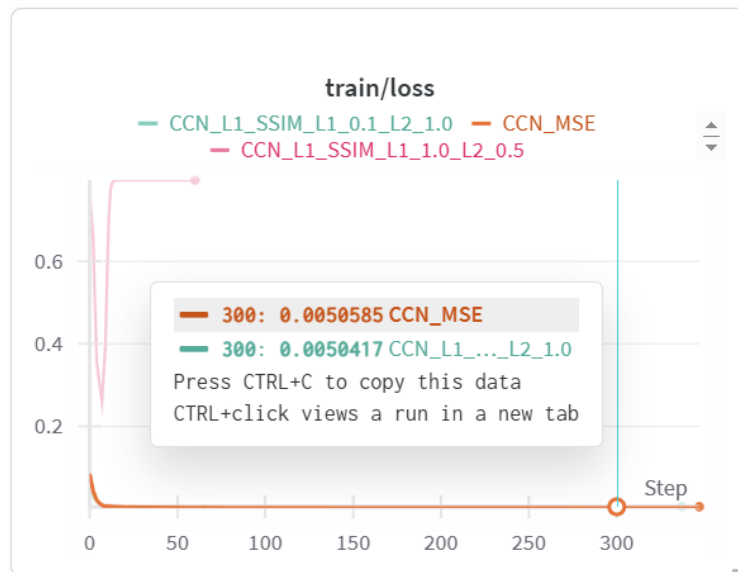 train/loss
CCN_L1_SSIM_L1_0.1_L2_1.0 CCN_MSE
CCN_L1_SSIM_L1_1.0_L2_0.5
0.6
0.4
0.2
300: 0.0050585 CCN_MSE
300: 0.0050417 CCN_L1_..._L2_1.0
Press CTRL+C to copy this data
CTRL+click views a run in a new tab
Step
0 50 100 150 200 250 300